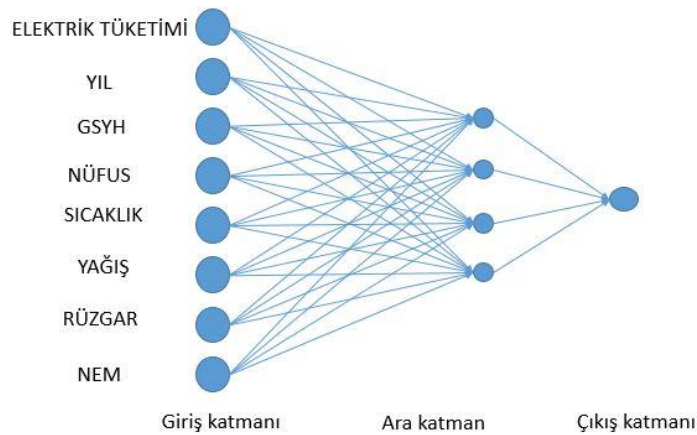 ELEKTRİK TÜKETİMİ
YIL
GSYH
NÜFUS
SICAKLIK
YAĞIŞ
RÜZGAR
NEM
Giriş katmanı
Ara katman
Çıkış katmanı